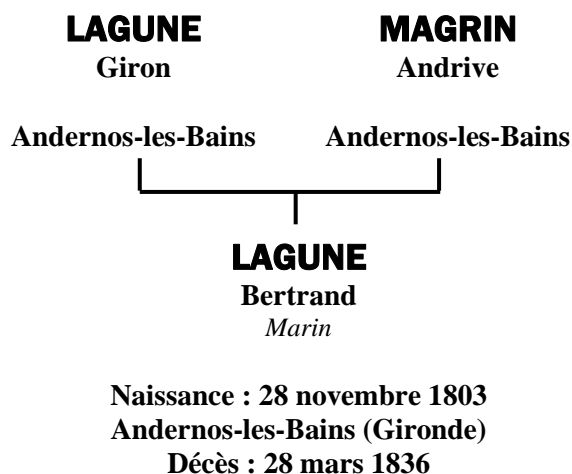 LAGUNE
Giron
Andernos-les-Bains
MAGRIN
Andrive
Andernos-les-Bains
LAGUNE
Bertrand
Marin
Naissance : 28 novembre 1803
Andernos-les-Bains (Gironde)
Décès : 28 mars 1836